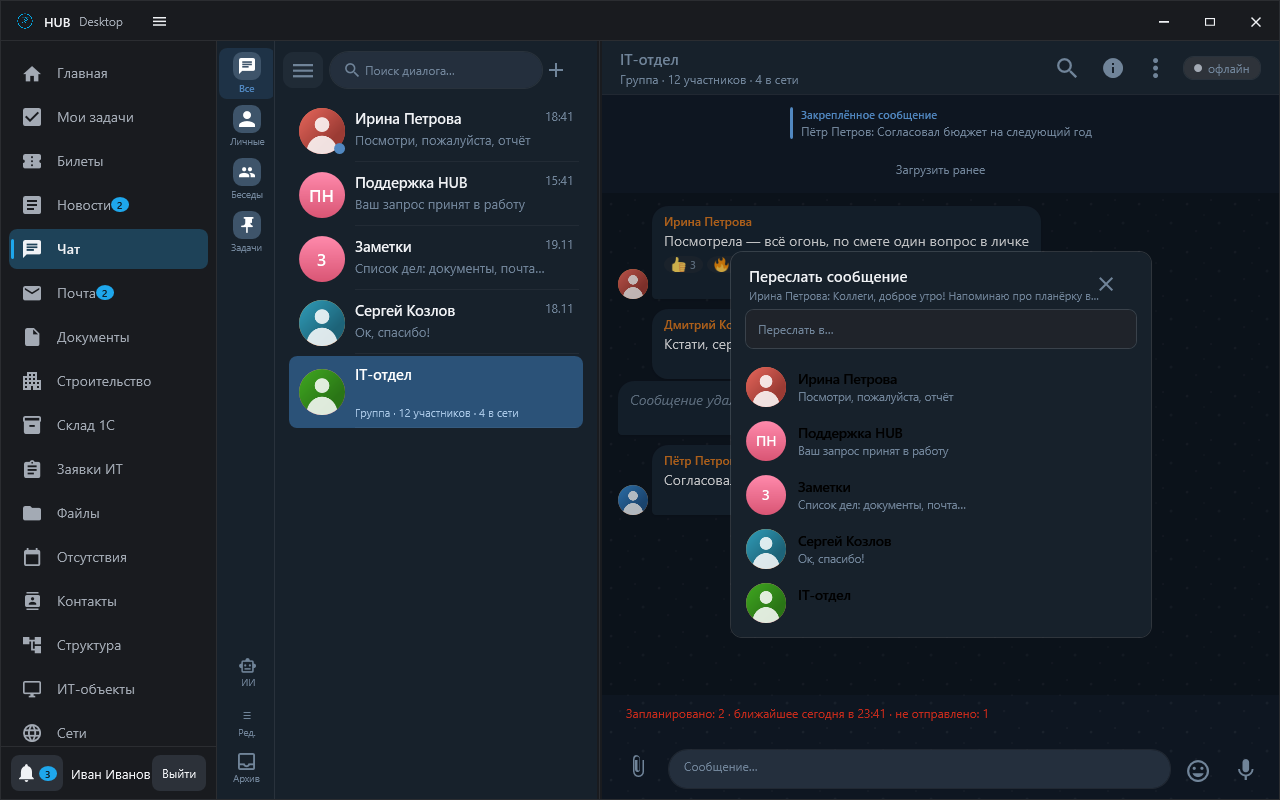 HUB Desktop
Главная
Мои задачи
Билеты
Новости 2
Чат
Почта 2
Документы
Строительство
Склад 1С
Заявки ИТ
Файлы
Отсутствия
Контакты
Структура
ИТ-объекты
Сети
3 Иван Иванов Выйти
Все
Личные
Беседы
Задачи
ИИ
Ред.
Архив
Поиск диалога...
Ирина Петрова 18:41
Посмотри, пожалуйста, отчёт
ПН
Поддержка HUB 15:41
Ваш запрос принят в работу
З
Заметки 19.11
Список дел: документы, почта...
Сергей Козлов 18.11
Ок, спасибо!
IT-отдел
Группа · 12 участников · 4 в сети
IT-отдел
Группа · 12 участников · 4 в сети
офлайн
Закреплённое сообщение
Пётр Петров: Согласовал бюджет на следующий год
Загрузить ранее
Ирина Петрова
Посмотрела — всё огонь, по смете один вопрос в личке
3
Дмитрий Ко
Кстати, сер
Сообщение уда
Пётр Петро
Согласова
Переслать сообщение
Ирина Петрова: Коллеги, доброе утро! Напоминаю про планёрку в...
Переслать в...
Ирина Петрова
Посмотри, пожалуйста, отчёт
ПН
Поддержка HUB
Ваш запрос принят в работу
З
Заметки
Список дел: документы, почта...
Сергей Козлов
Ок, спасибо!
IT-отдел
Запланировано: 2 · ближайшее сегодня в 23:41 · не отправлено: 1
Сообщение...